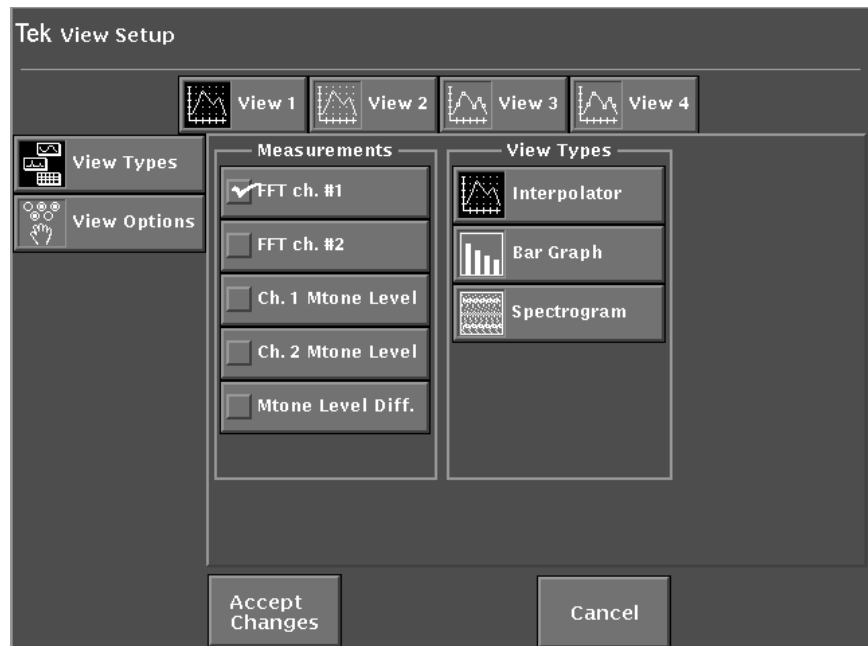 Tek View Setup
View 1
View 2
View 3
View 4
View Types
View Options
Measurements
FFT ch. #1
FFT ch. #2
Ch. 1 Mtone Level
Ch. 2 Mtone Level
Mtone Level Diff.
View Types
Interpolator
Bar Graph
Spectrogram
Accept
Changes
Cancel